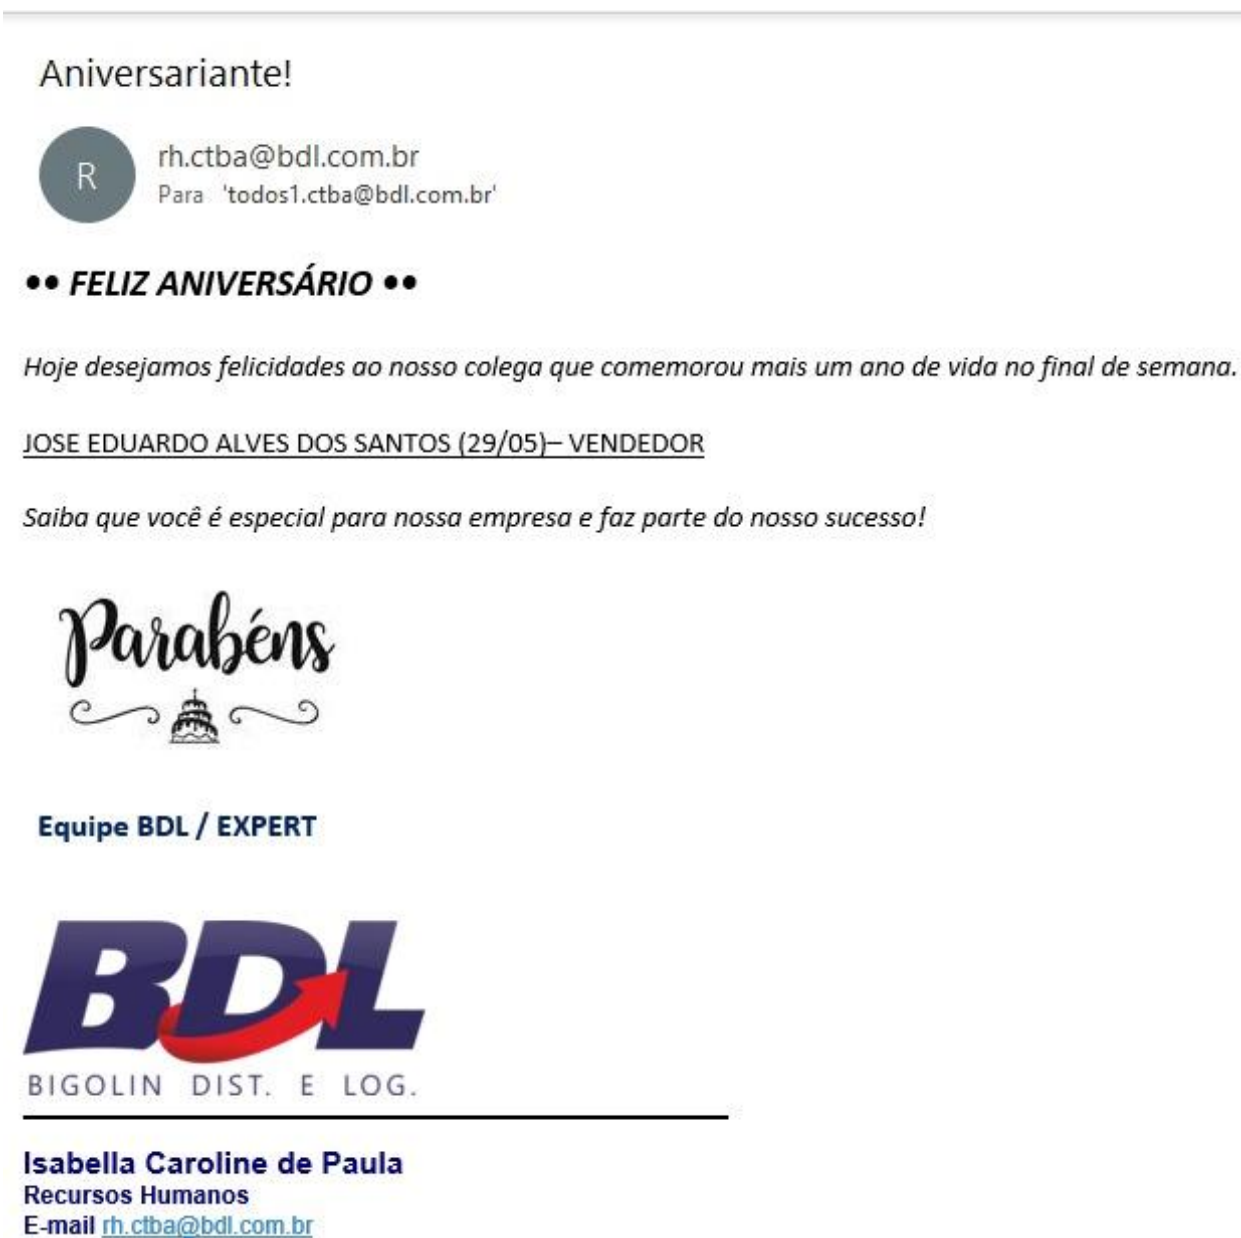 Aniversariante!
R
rh.ctba@bdl.com.br
Para 'todos1.ctba@bdl.com.br'
•• FELIZ ANIVERSÁRIO ••
Hoje desejamos felicidades ao nosso colega que comemorou mais um ano de vida no final de semana.
JOSE EDUARDO ALVES DOS SANTOS (29/05)– VENDEDOR
Saiba que você é especial para nossa empresa e faz parte do nosso sucesso!
Parabéns
Equipe BDL / EXPERT
BDL
BIGOLIN DIST. E LOG.
Isabella Caroline de Paula
Recursos Humanos
E-mail rh.ctba@bdl.com.br